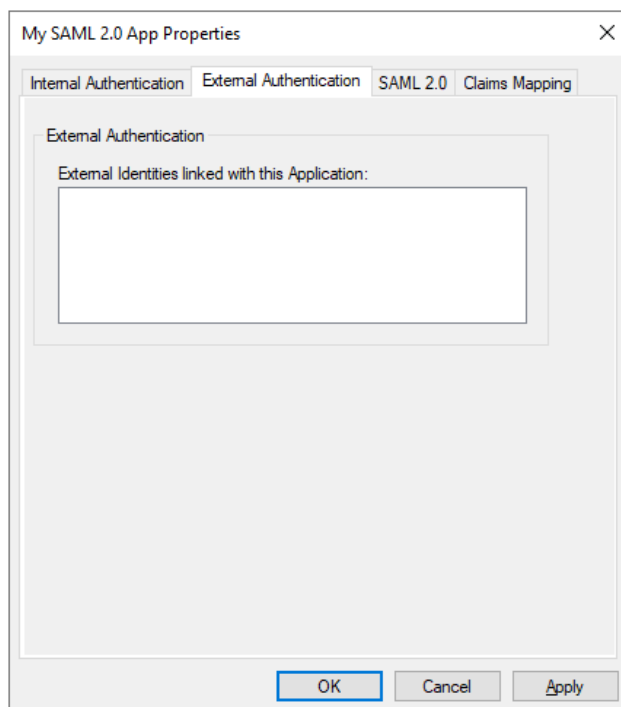 My SAML 2.0 App Properties
Internal Authentication External Authentication SAML 2.0 Claims Mapping
External Authentication
External Identities linked with this Application:
OK Cancel Apply